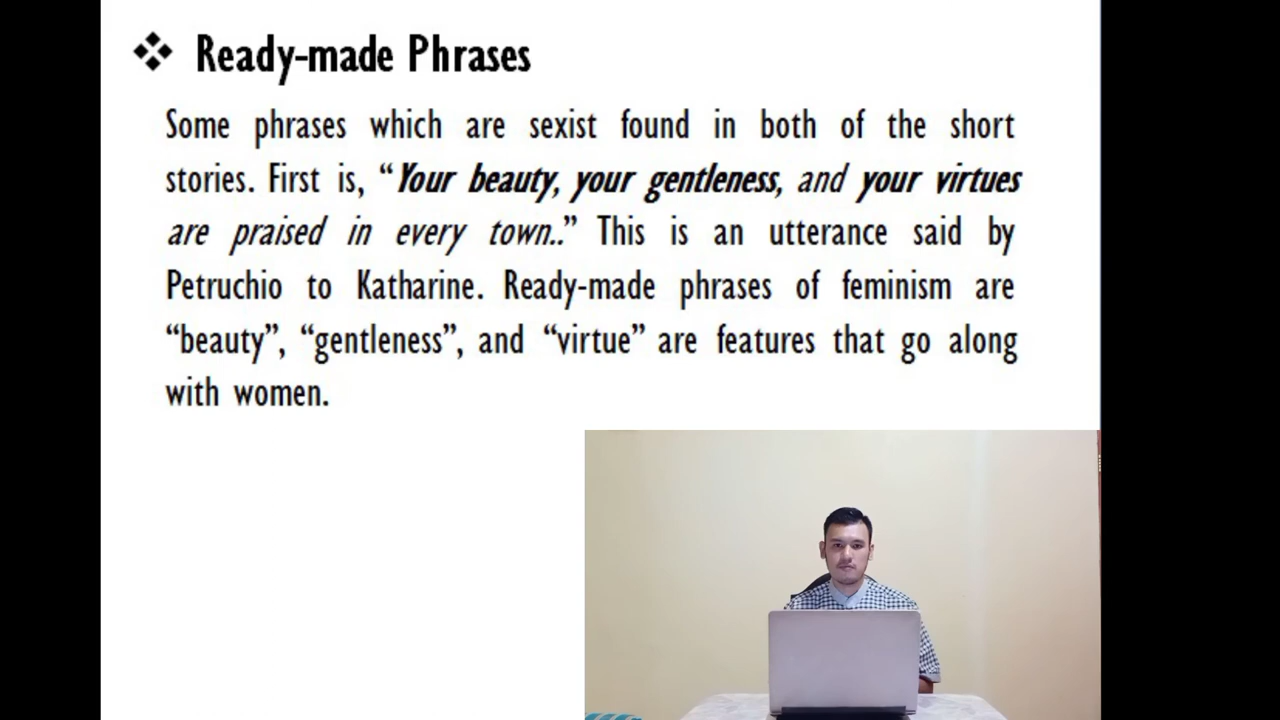 Ready-made Phrases
Some phrases which are sexist found in both of the short
stories. First is, “Your beauty, your gentleness, and your virtues
are praised in every town..” This is an utterance said by
Petruchio to Katharine. Ready-made phrases of feminism are
“beauty”, “gentleness”, and “virtue” are features that go along
with women.